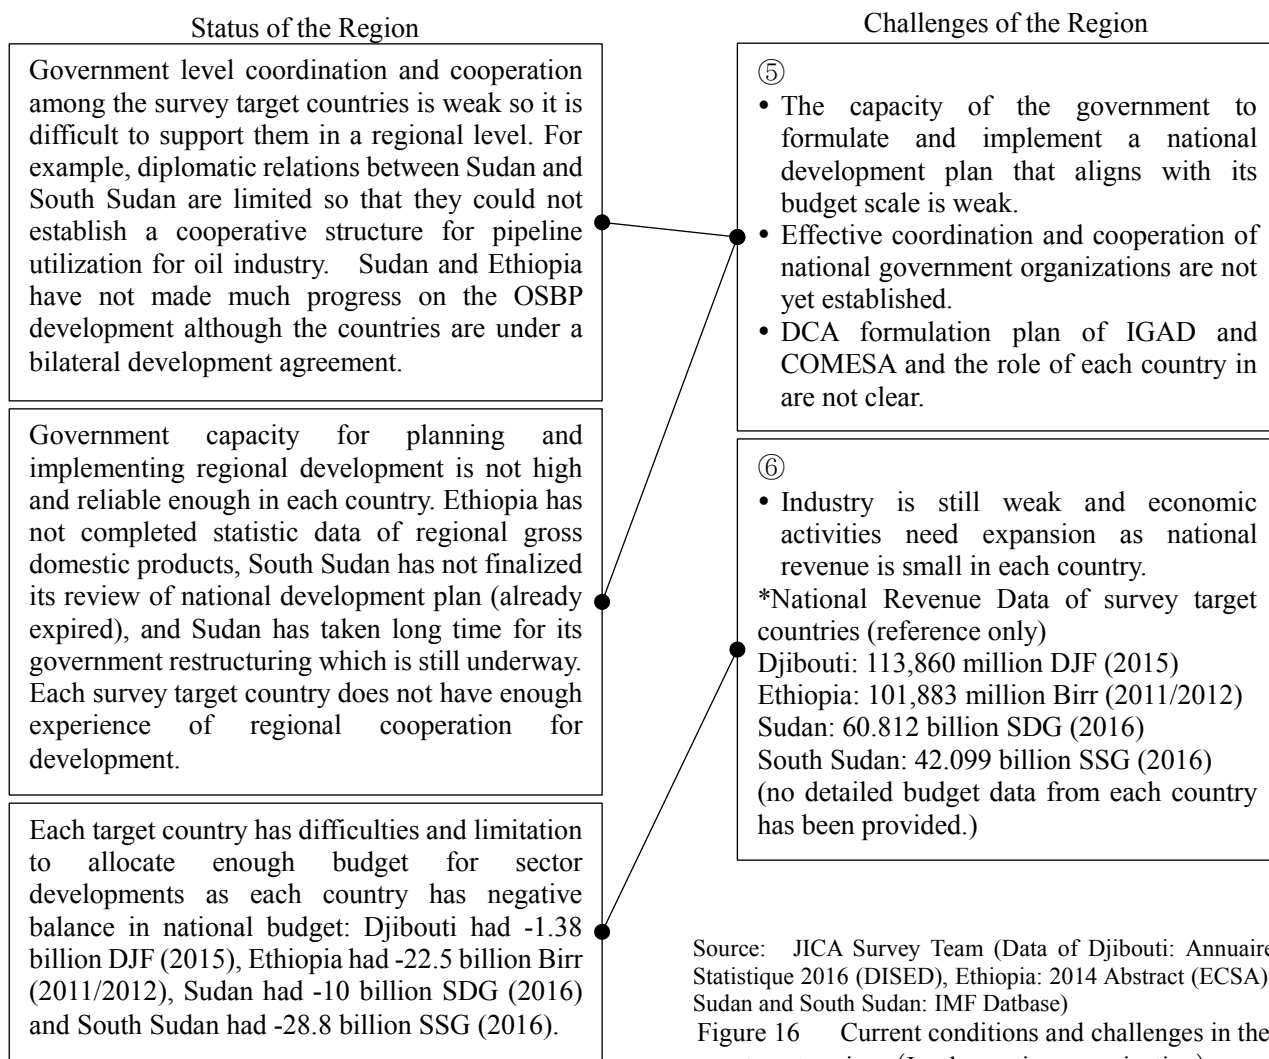 Status of the Region
Government level coordination and cooperation
among the survey target countries is weak so it is
difficult to support them in a regional level. For
example, diplomatic relations between Sudan and
South Sudan are limited so that they could not
establish a cooperative structure for pipeline
utilization for oil industry. Sudan and Ethiopia
have not made much progress on the OSBP
development although the countries are under a
bilateral development agreement.
Government capacity for planning and
implementing regional development is not high
and reliable enough in each country. Ethiopia has
not completed statistic data of regional gross
domestic products, South Sudan has not finalized
its review of national development plan (already
expired), and Sudan has taken long time for its
government restructuring which is still underway.
Each survey target country does not have enough
experience of regional cooperation for
development.
Each target country has difficulties and limitation
to allocate enough budget for sector
developments as each country has negative
balance in national budget: Djibouti had -1.38
billion DJF (2015), Ethiopia had -22.5 billion Birr
(2011/2012), Sudan had -10 billion SDG (2016)
and South Sudan had -28.8 billion SSG (2016).
Challenges of the Region
⑤
• The capacity of the government to
formulate and implement a national
development plan that aligns with its
budget scale is weak.
• Effective coordination and cooperation of
national government organizations are not
yet established.
• DCA formulation plan of IGAD and
COMESA and the role of each country in
are not clear.
⑥
• Industry is still weak and economic
activities need expansion as national
revenue is small in each country.
*National Revenue Data of survey target
countries (reference only)
Djibouti: 113,860 million DJF (2015)
Ethiopia: 101,883 million Birr (2011/2012)
Sudan: 60.812 billion SDG (2016)
South Sudan: 42.099 billion SSG (2016)
(no detailed budget data from each country
has been provided.)
Source: JICA Survey Team (Data of Djibouti: Annuaire
Statistique 2016 (DISED), Ethiopia: 2014 Abstract (ECSA)
Sudan and South Sudan: IMF Datbase)
Figure 16 Current conditions and challenges in the